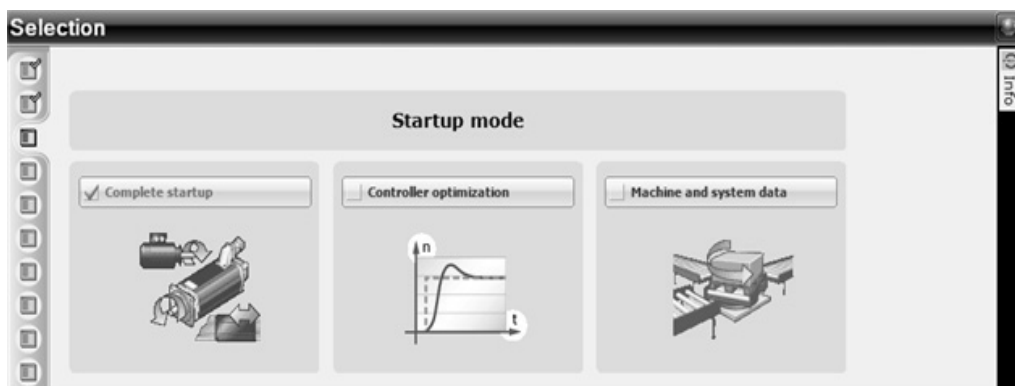 Selection
Info
Startup mode
Complete startup
Controller optimization
Machine and system data
n
t